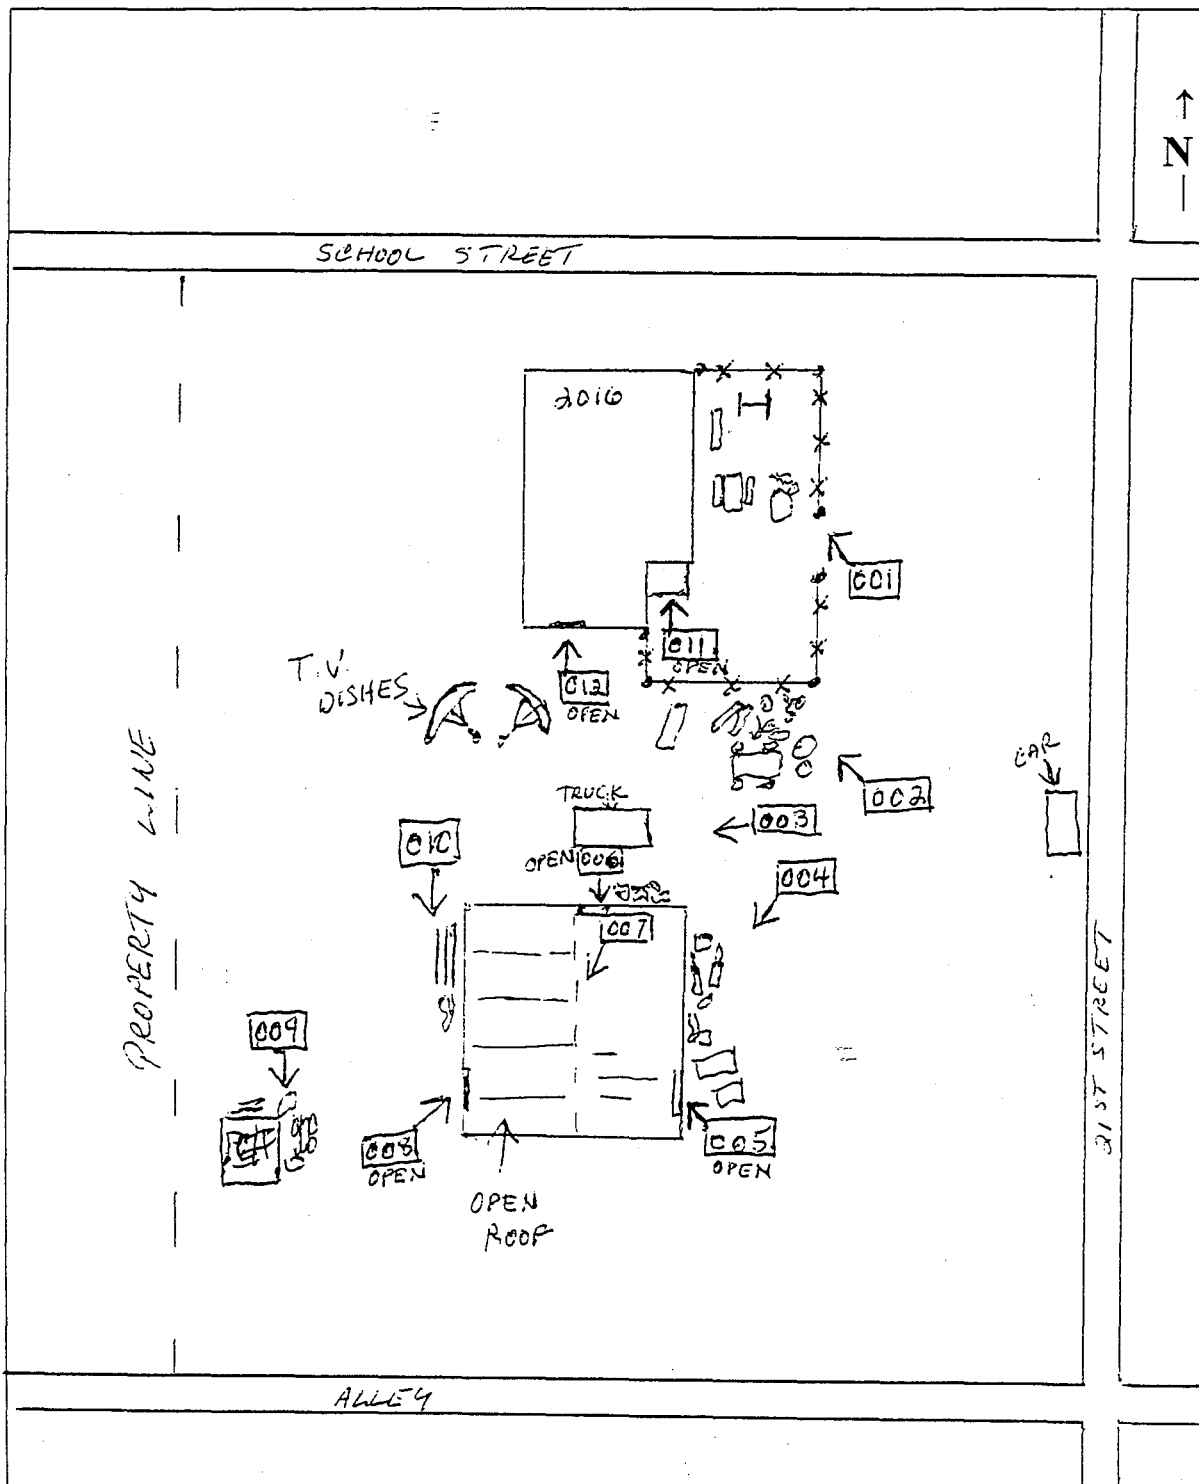 ↑
N
|
SCHOOL STREET
2016
001
011
OPEN
T.V.
DISHES
012
OPEN
CAR
002
TRUCK
003
010
OPEN 006
004
007
PROPERTY LINE
009
21ST STREET
008
OPEN
005
OPEN
OPEN
ROOF
ALLEY